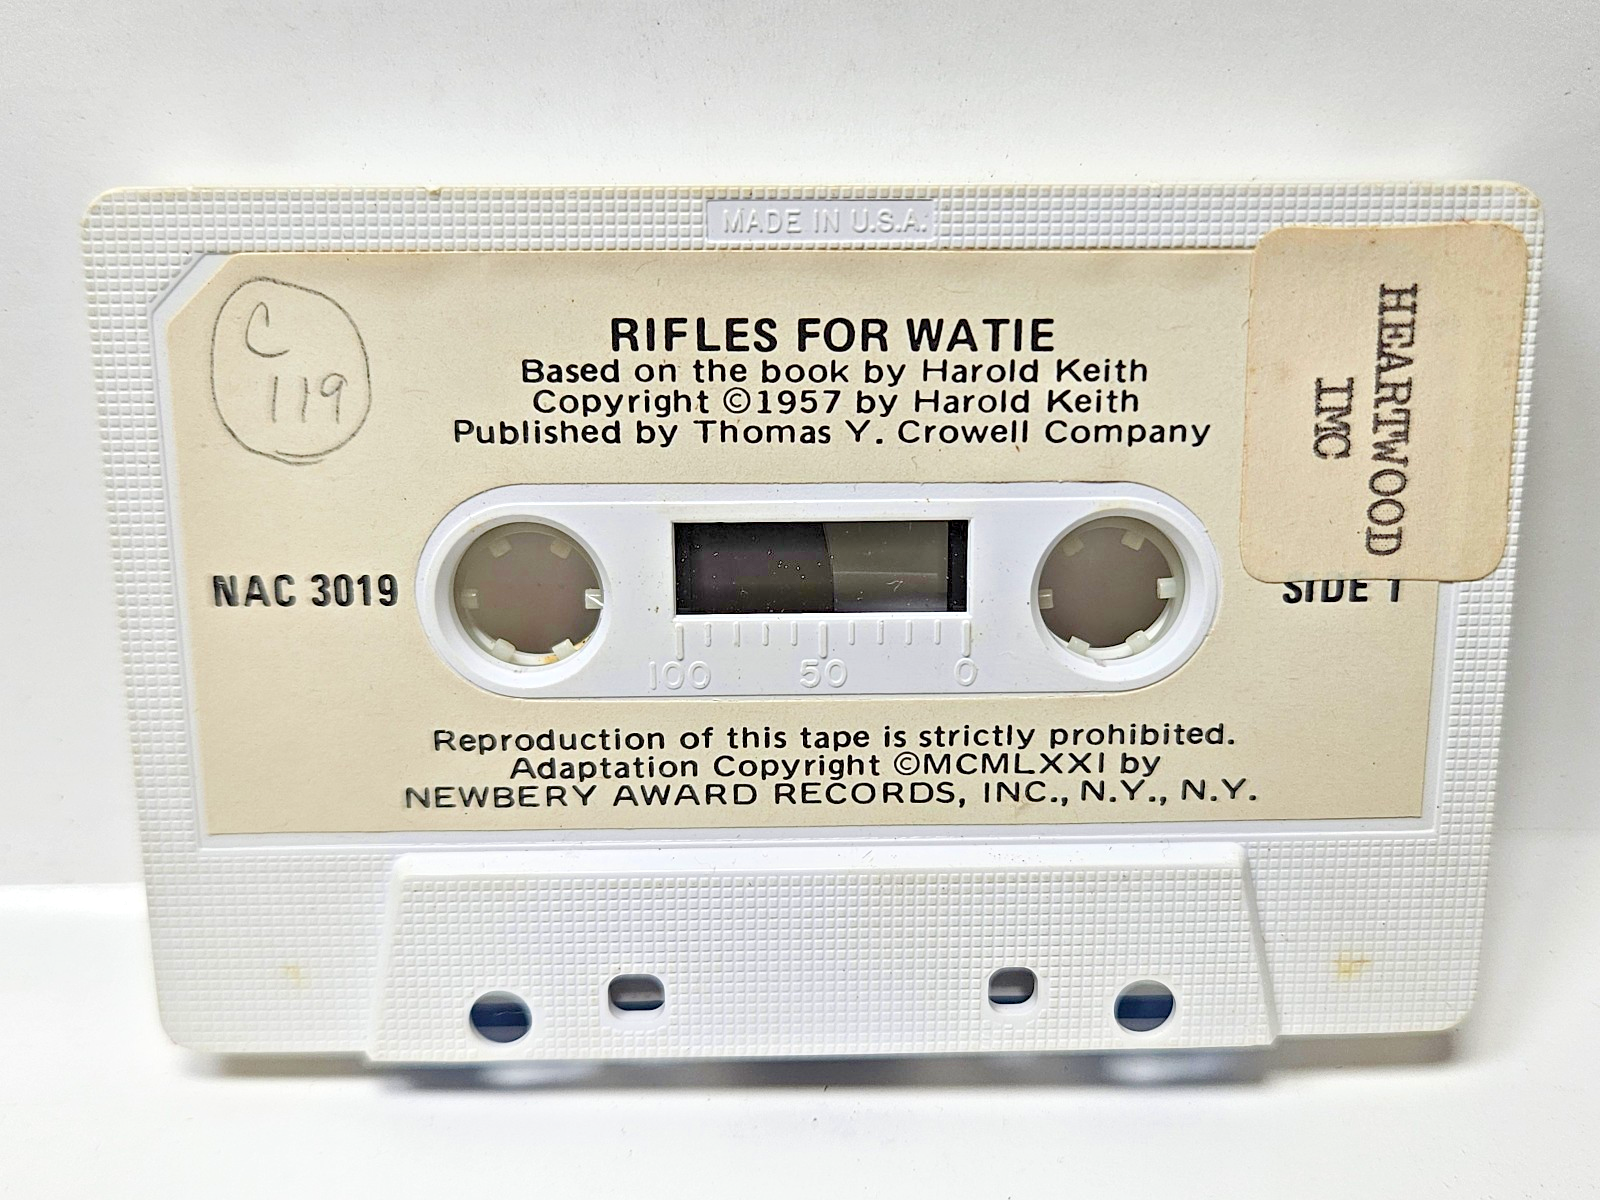 MADE IN U.S.A.
C
119
RIFLES FOR WATIE
Based on the book by Harold Keith
Copyright ©1957 by Harold Keith
Published by Thomas Y. Crowell Company
HEARTWOOD
IMC
NAC 3019
SIDE 1
100 50 0
Reproduction of this tape is strictly prohibited.
Adaptation Copyright ©MCMLXXI by
NEWBERY AWARD RECORDS, INC., N.Y., N.Y.